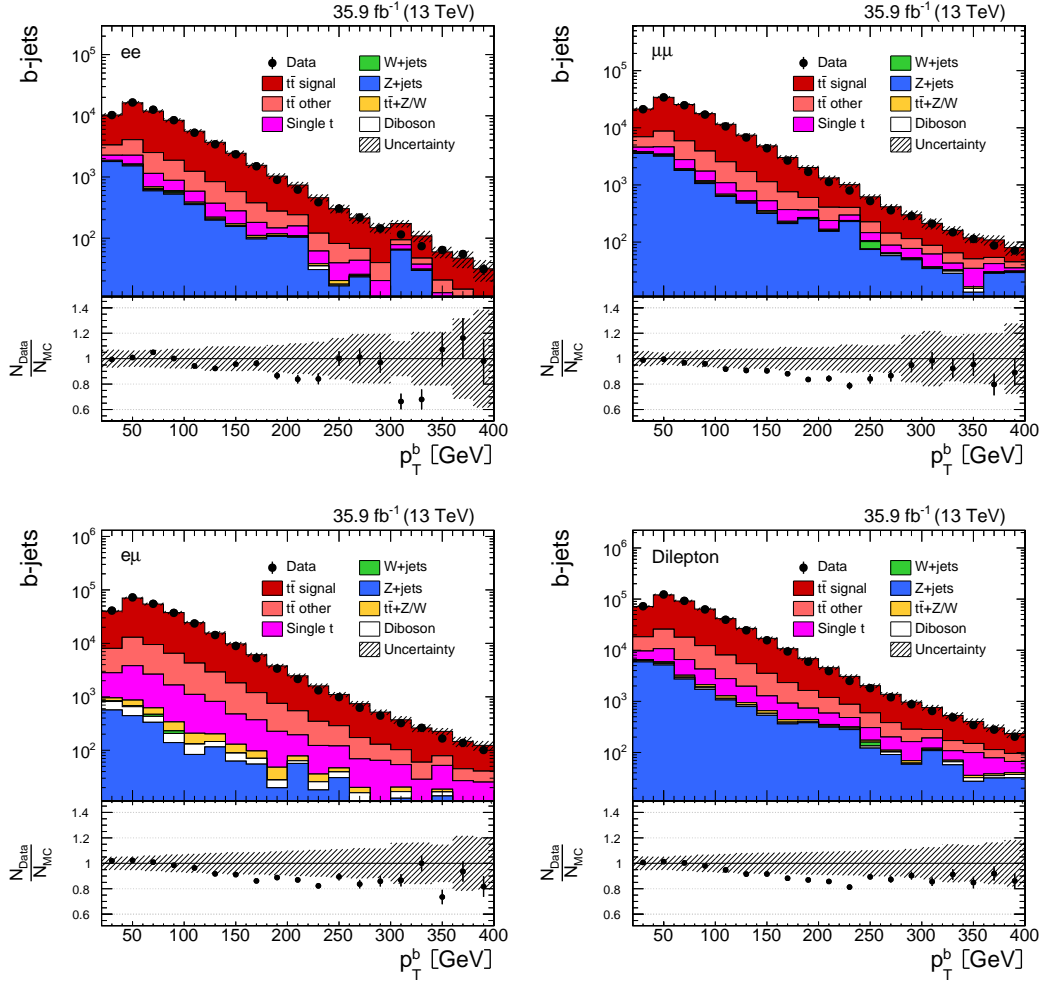 35.9 fb⁻¹ (13 TeV)
b-jets
ee
Data
tt̄ signal
tt̄ other
Single t
W+jets
Z+jets
tt̄+Z/W
Diboson
Uncertainty
10⁵
10⁴
10³
10²
N_Data/N_MC
1.4
1.2
1
0.8
0.6
50 100 150 200 250 300 350 400
p_T^b [GeV]
35.9 fb⁻¹ (13 TeV)
b-jets
μμ
Data
tt̄ signal
tt̄ other
Single t
W+jets
Z+jets
tt̄+Z/W
Diboson
Uncertainty
10⁵
10⁴
10³
10²
N_Data/N_MC
1.4
1.2
1
0.8
0.6
50 100 150 200 250 300 350 400
p_T^b [GeV]
35.9 fb⁻¹ (13 TeV)
b-jets
eμ
Data
tt̄ signal
tt̄ other
Single t
W+jets
Z+jets
tt̄+Z/W
Diboson
Uncertainty
10⁶
10⁵
10⁴
10³
10²
N_Data/N_MC
1.4
1.2
1
0.8
0.6
50 100 150 200 250 300 350 400
p_T^b [GeV]
35.9 fb⁻¹ (13 TeV)
b-jets
Dilepton
Data
tt̄ signal
tt̄ other
Single t
W+jets
Z+jets
tt̄+Z/W
Diboson
Uncertainty
10⁶
10⁵
10⁴
10³
10²
N_Data/N_MC
1.4
1.2
1
0.8
0.6
50 100 150 200 250 300 350 400
p_T^b [GeV]